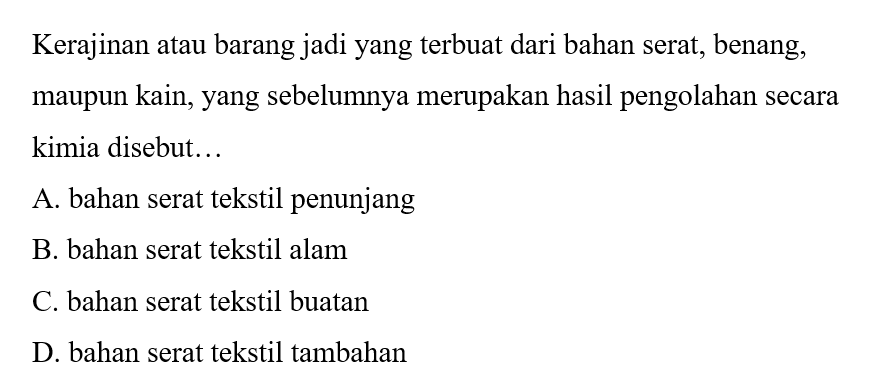 Kerajinan atau barang jadi yang terbuat dari bahan serat, benang,
maupun kain, yang sebelumnya merupakan hasil pengolahan secara
kimia disebut…
A. bahan serat tekstil penunjang
B. bahan serat tekstil alam
C. bahan serat tekstil buatan
D. bahan serat tekstil tambahan